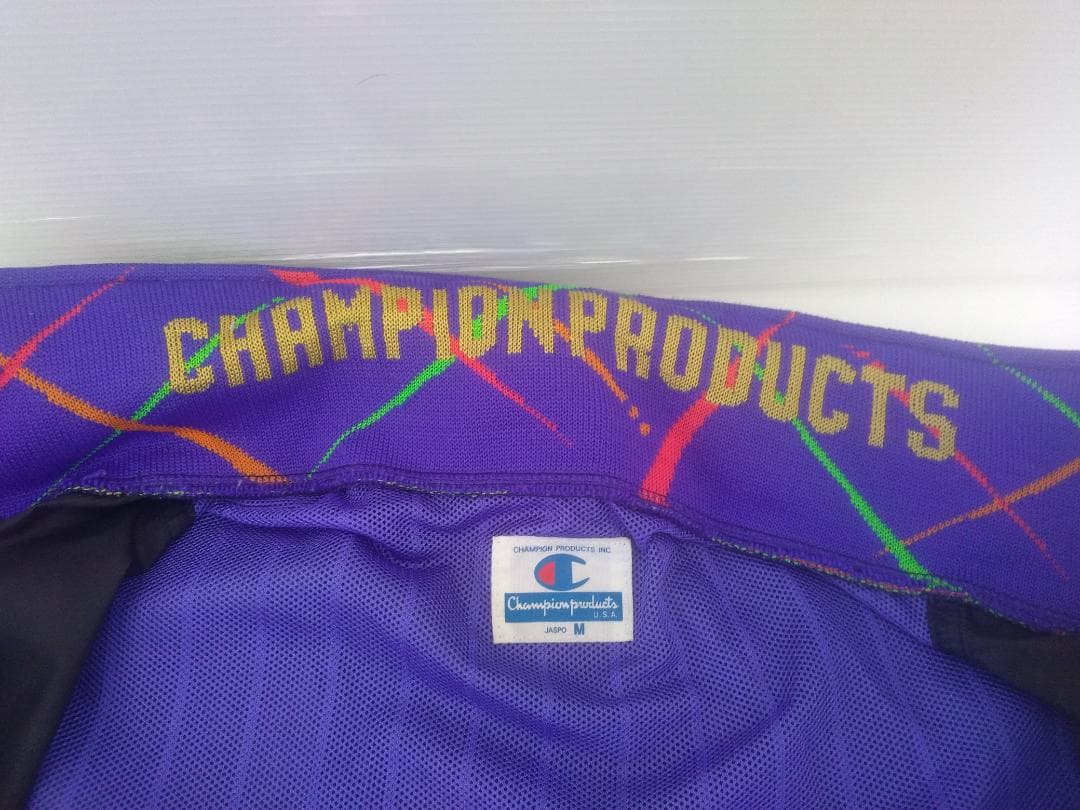 CHAMPIONPRODUCTS
CHAMPION PRODUCTS INC.
Championproducts
U.S.A.
JASPO M